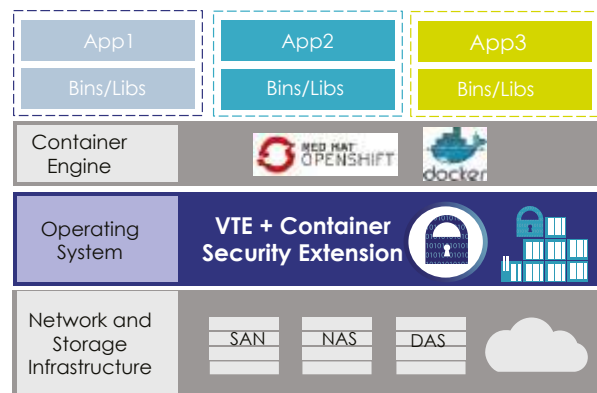 App1
App2
App3
Bins/Libs
Bins/Libs
Bins/Libs
Container
Engine
RED HAT
OPENSHIFT
docker
Operating
System
VTE + Container
Security Extension
Network and
Storage
Infrastructure
SAN
NAS
DAS